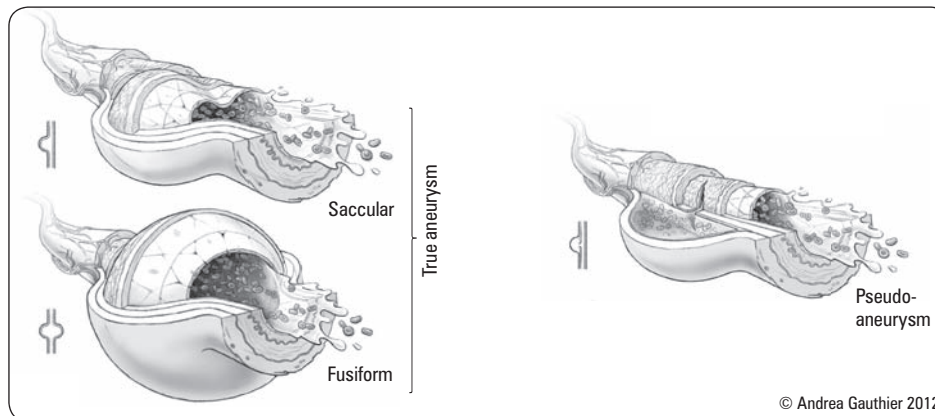 Saccular
True aneurysm
Fusiform
Pseudo-
aneurysm
© Andrea Gauthier 2012